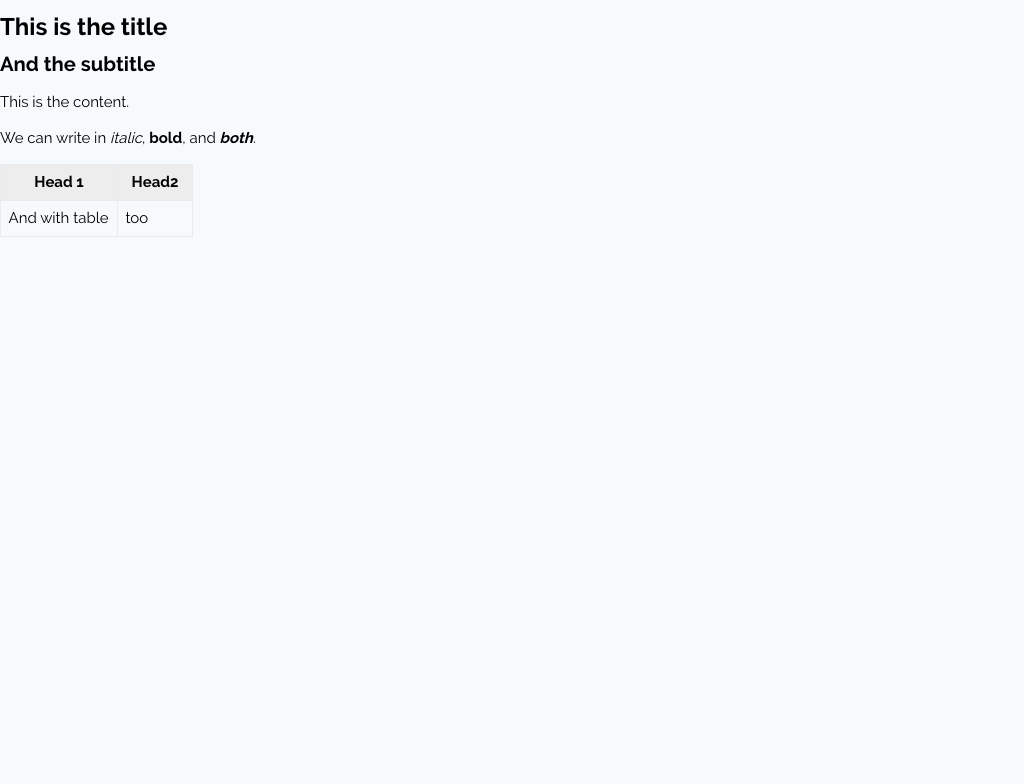 This is the title
And the subtitle
This is the content.
We can write in italic, bold, and both.
Head 1 Head2
And with table too